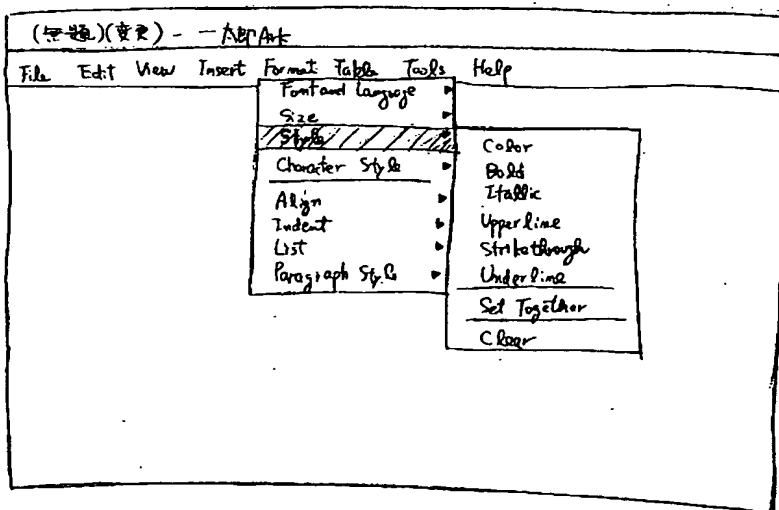 (無題)(変更) - 一太郎Ark
File Edit View Insert Format Table Tools Help
Font and Language
Size
Style
Character Style
Align
Indent
List
Paragraph Style
Color
Bold
Itallic
Upperline
Strikethrough
Underline
Set Together
Clear